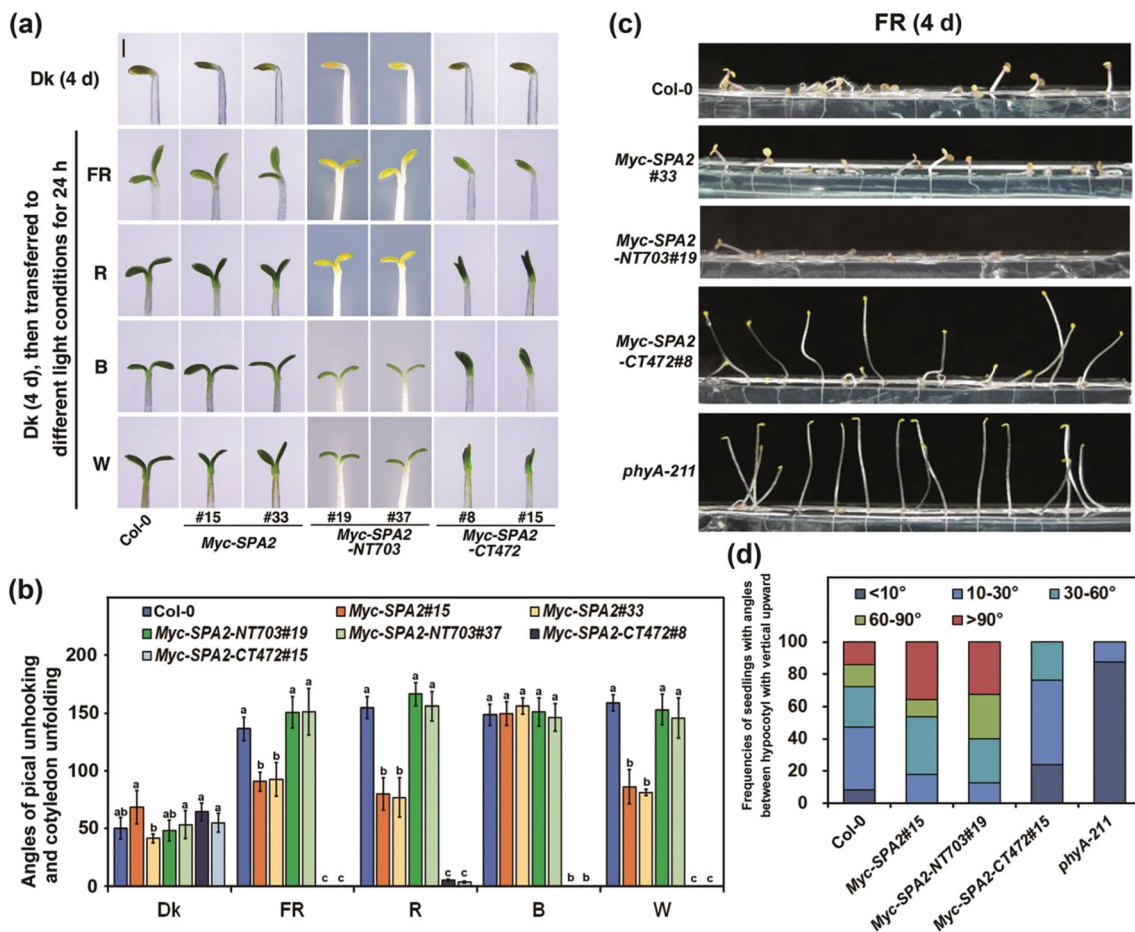 (a)
Dk (4 d)
Dk (4 d), then transferred to
different light conditions for 24 h
FR
R
B
W
Col-0
#15 #33
Myc-SPA2
#19 #37
Myc-SPA2
-NT703
#8 #15
Myc-SPA2
-CT472
(b)
Angles of pical unhooking
and cotyledon unfolding
Col-0 Myc-SPA2#15 Myc-SPA2#33
Myc-SPA2-NT703#19 Myc-SPA2-NT703#37 Myc-SPA2-CT472#8
Myc-SPA2-CT472#15
200
150
100
50
0
ab a b ab a a a
a b b a a c c
a b b a a c c
a a a a a b b
a b b a a c c
Dk FR R B W
(c)
FR (4 d)
Col-0
Myc-SPA2
#33
Myc-SPA2
-NT703#19
Myc-SPA2
-CT472#8
phyA-211
(d)
Frequencies of seedlings with angles
between hypocotyl with vertical upward
<10° 10-30° 30-60°
60-90° >90°
100
80
60
40
20
0
Col-0
Myc-SPA2#15
Myc-SPA2-NT703#19
Myc-SPA2-CT472#15
phyA-211